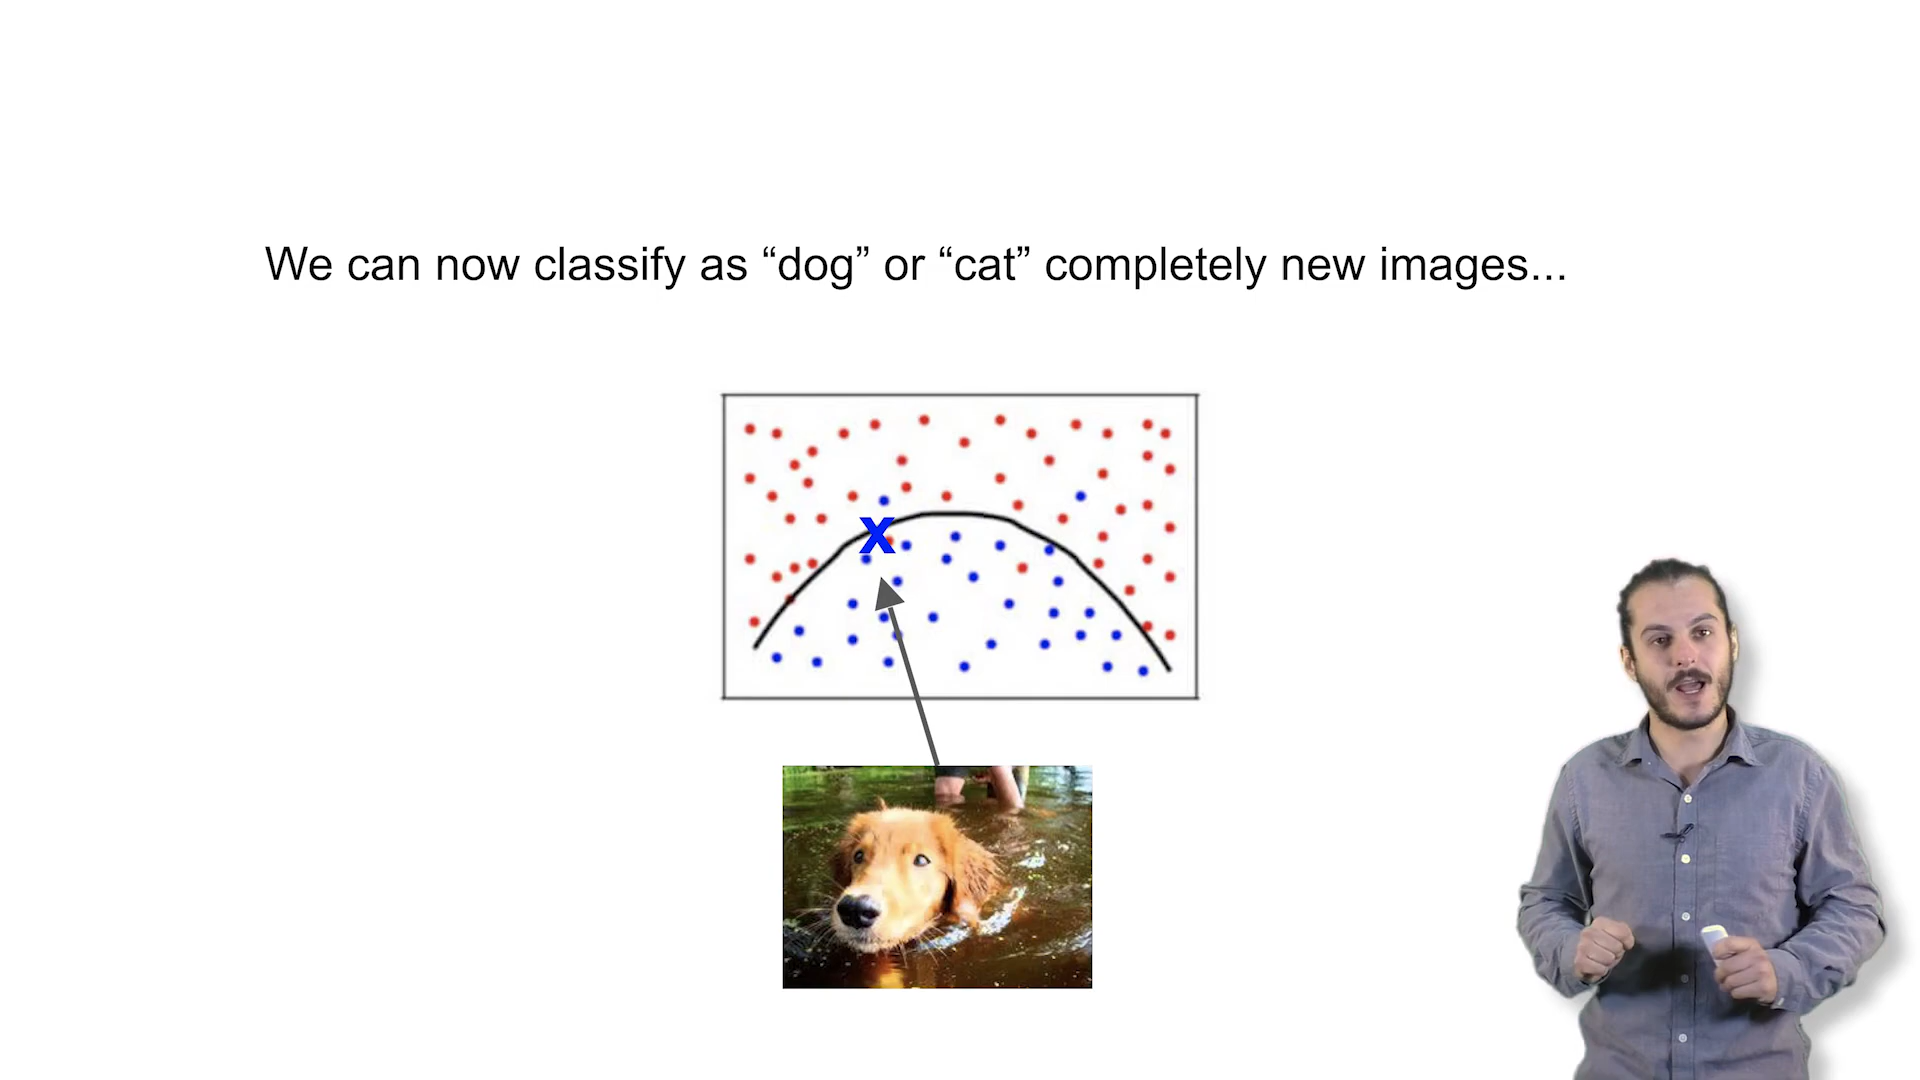 We can now classify as “dog” or “cat” completely new images...
X